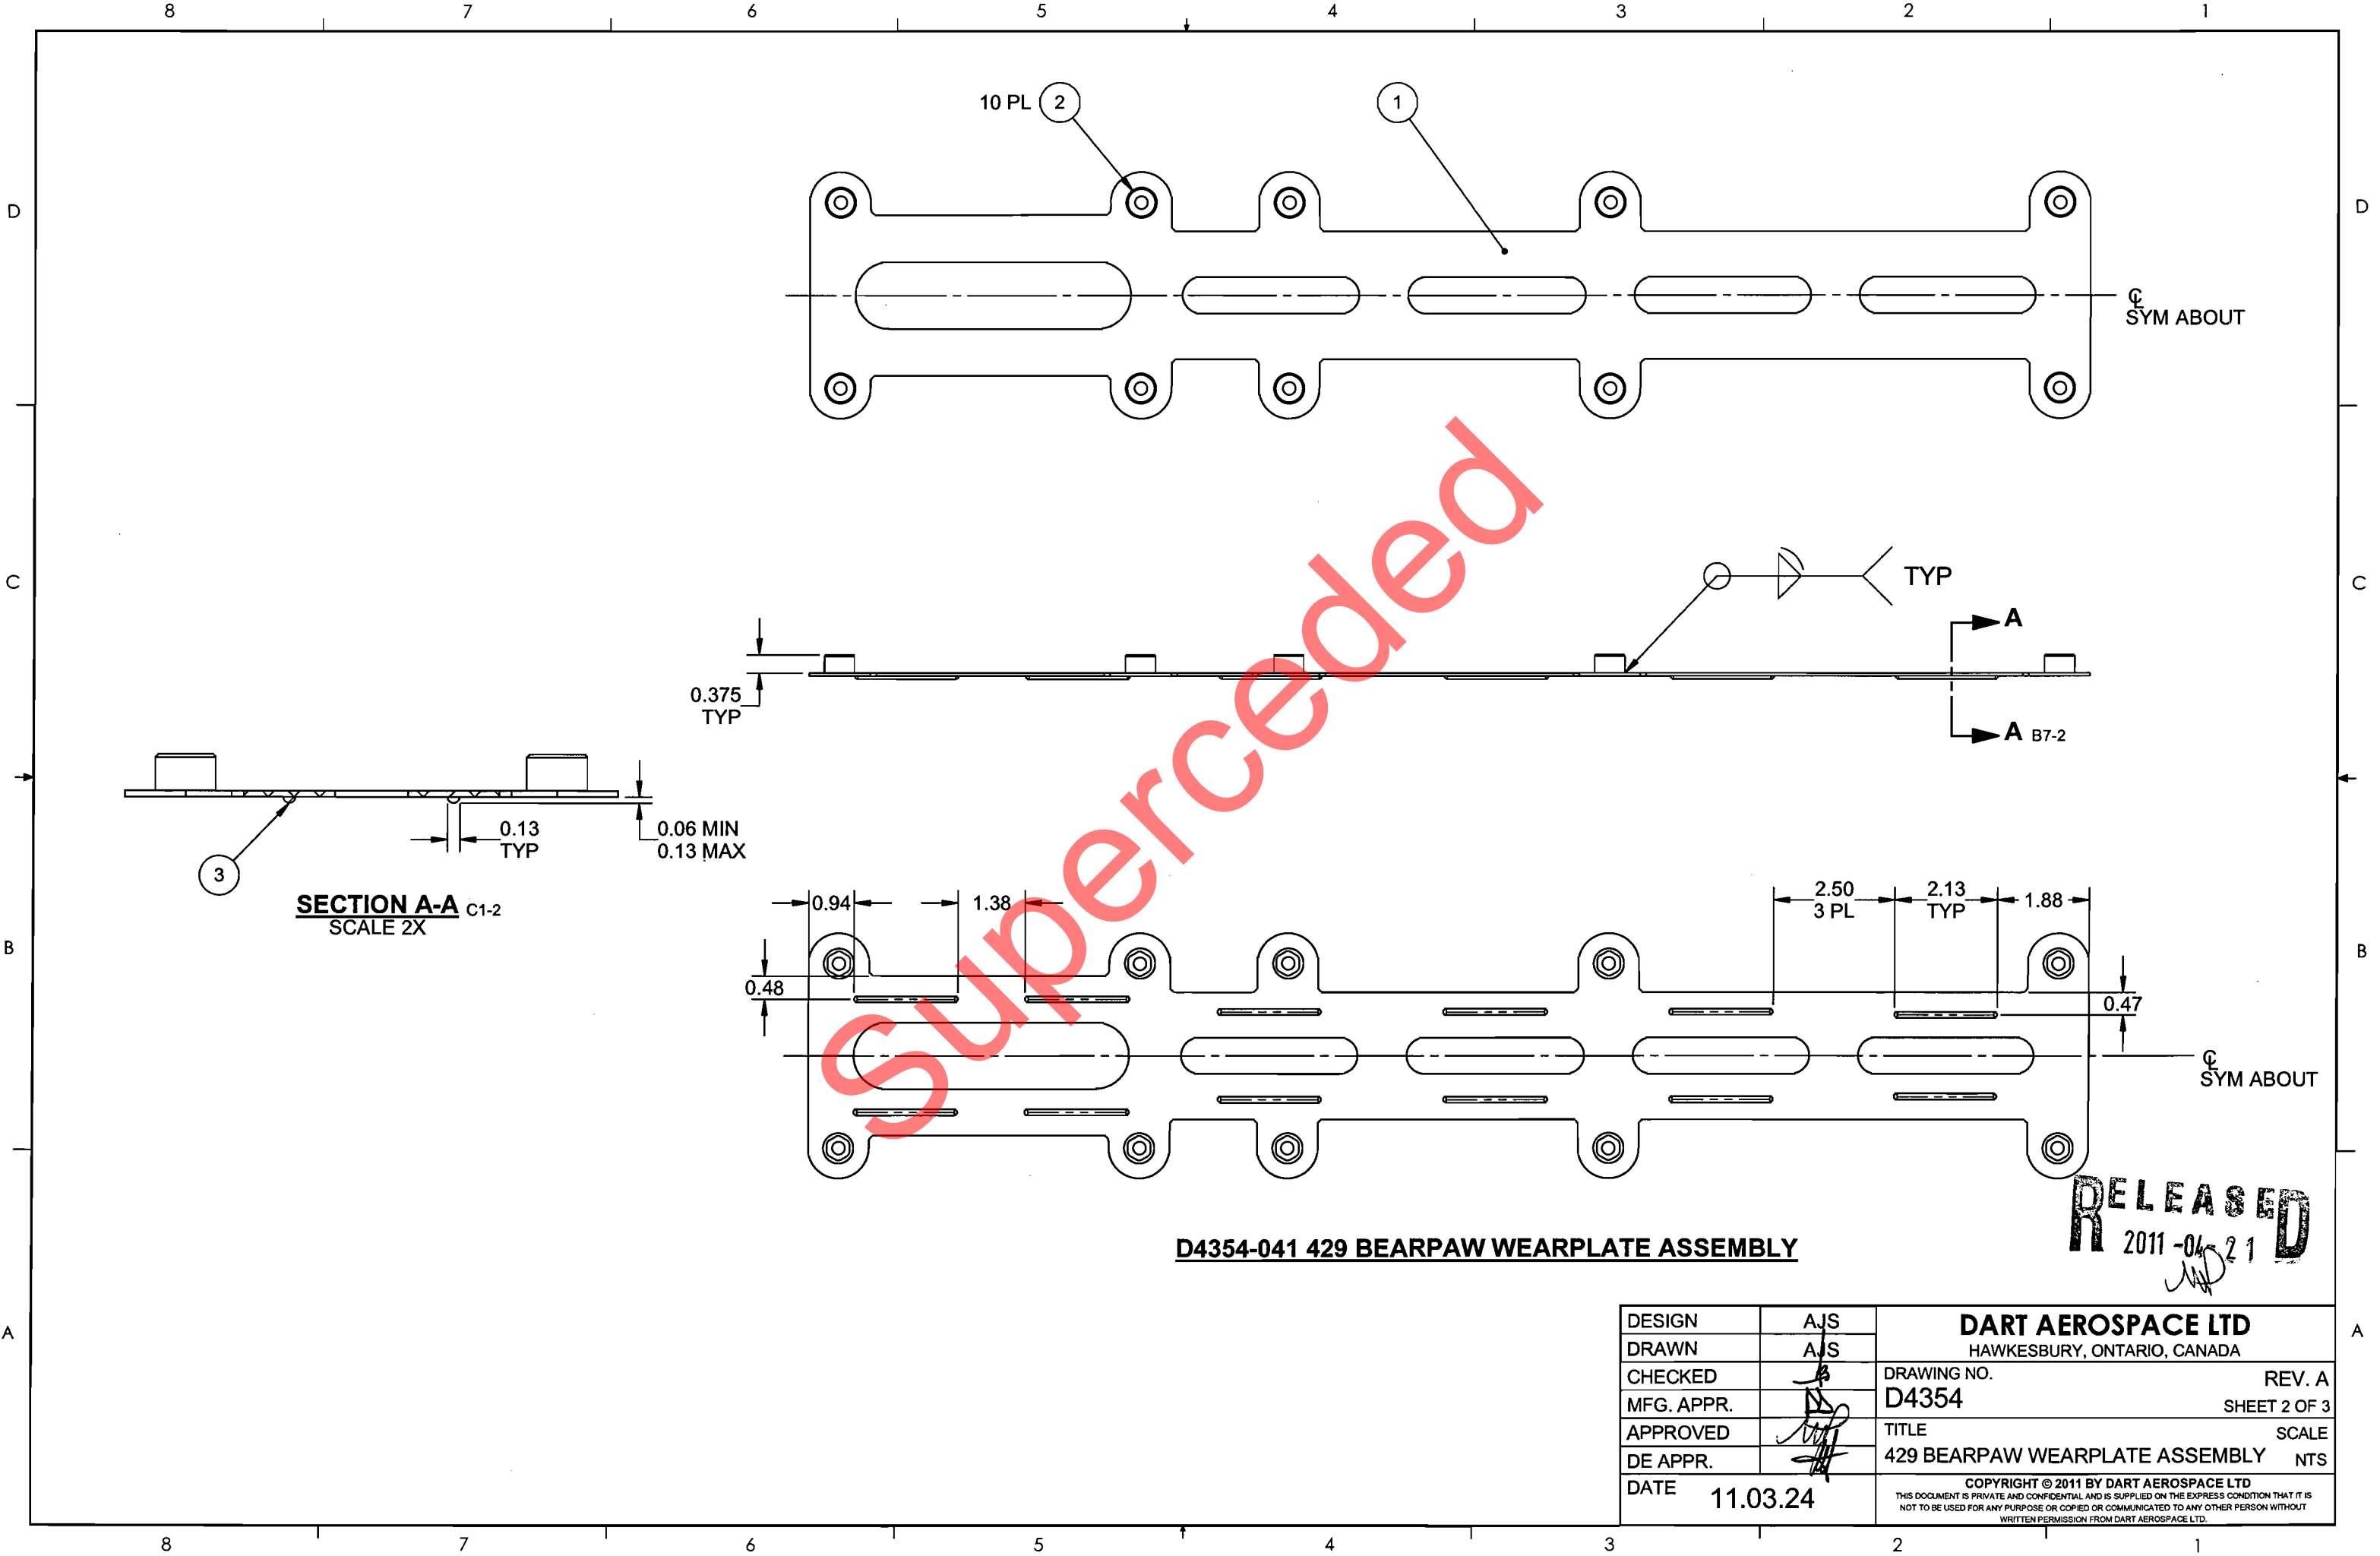 8 7 6 5 4 3 2 1
10 PL 2
1
D D
℄
SYM ABOUT
C C
TYP
A
0.375
TYP
A B7-2
0.13
TYP
0.06 MIN
0.13 MAX
3
SECTION A-A C1-2
SCALE 2X
Superceded
0.94 1.38
2.50
3 PL
2.13
TYP
1.88
B B
0.48
0.47
℄
SYM ABOUT
RELEASED
2011-04-21
D4354-041 429 BEARPAW WEARPLATE ASSEMBLY
A A
DESIGN AJS
DRAWN AJS
CHECKED
MFG. APPR.
APPROVED
DE APPR.
DATE 11.03.24
DART AEROSPACE LTD
HAWKESBURY, ONTARIO, CANADA
DRAWING NO. REV. A
D4354 SHEET 2 OF 3
TITLE SCALE
429 BEARPAW WEARPLATE ASSEMBLY NTS
COPYRIGHT © 2011 BY DART AEROSPACE LTD
THIS DOCUMENT IS PRIVATE AND CONFIDENTIAL AND IS SUPPLIED ON THE EXPRESS CONDITION THAT IT IS
NOT TO BE USED FOR ANY PURPOSE OR COPIED OR COMMUNICATED TO ANY OTHER PERSON WITHOUT
WRITTEN PERMISSION FROM DART AEROSPACE LTD.
8 7 6 5 4 3 2 1